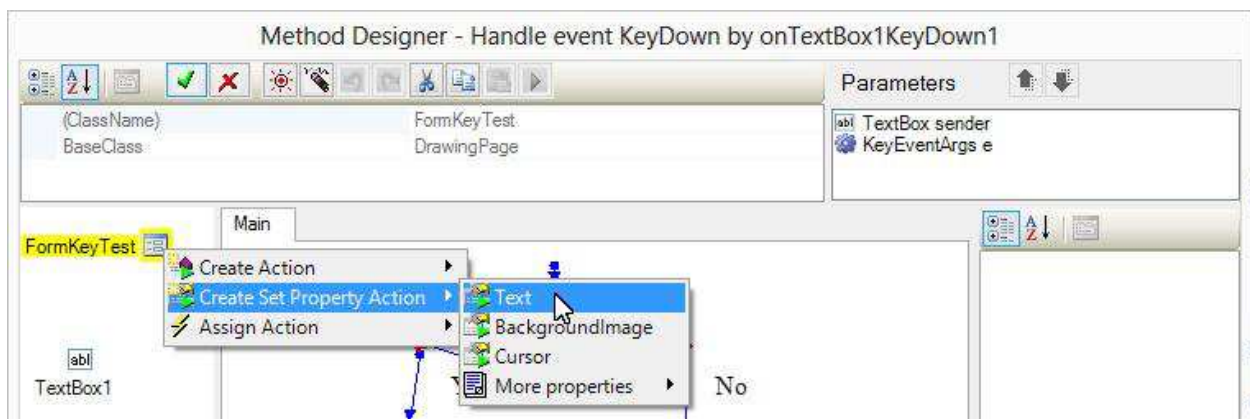 Method Designer - Handle event KeyDown by onTextBox1KeyDown1
Parameters
(ClassName) FormKeyTest
BaseClass DrawingPage
TextBox sender
KeyEventArgs e
Main
FormKeyTest
Create Action
Create Set Property Action
Assign Action
Text
BackgroundImage
Cursor
More properties
TextBox1
No